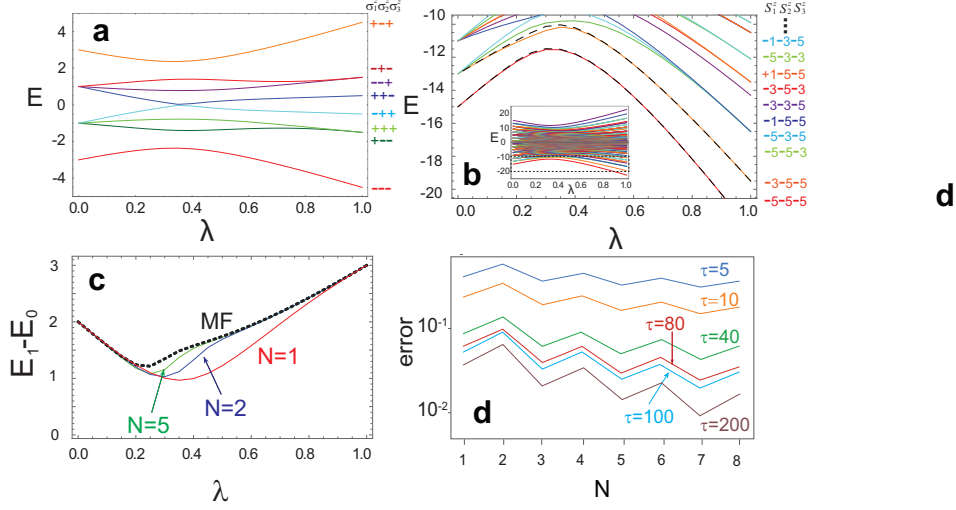 a
σ₁ᶻσ₂ᶻσ₃ᶻ
E
4
2
0
-2
-4
0.0 0.2 0.4 0.6 0.8 1.0
λ
+-+
-+-
--+
++-
-++
+++
+--
---
b
S₁ᶻ S₂ᶻ S₃ᶻ
E
-10
-12
-14
-16
-18
-20
0.0 0.2 0.4 0.6 0.8 1.0
λ
E
20
10
0
-10
-20
0.0 0.2 0.4 0.6 0.8 1.0
λ
-1-3-5
-5-3-3
+1-5-5
-3-5-3
-3-3-5
-1-5-5
-5-3-5
-5-5-3
-3-5-5
-5-5-5
d
c
E₁-E₀
3
2
1
0
MF
N=1
N=5
N=2
0.0 0.2 0.4 0.6 0.8 1.0
λ
error
10⁻¹
10⁻²
τ=5
τ=10
τ=80
τ=40
τ=100
τ=200
d
1 2 3 4 5 6 7 8
N